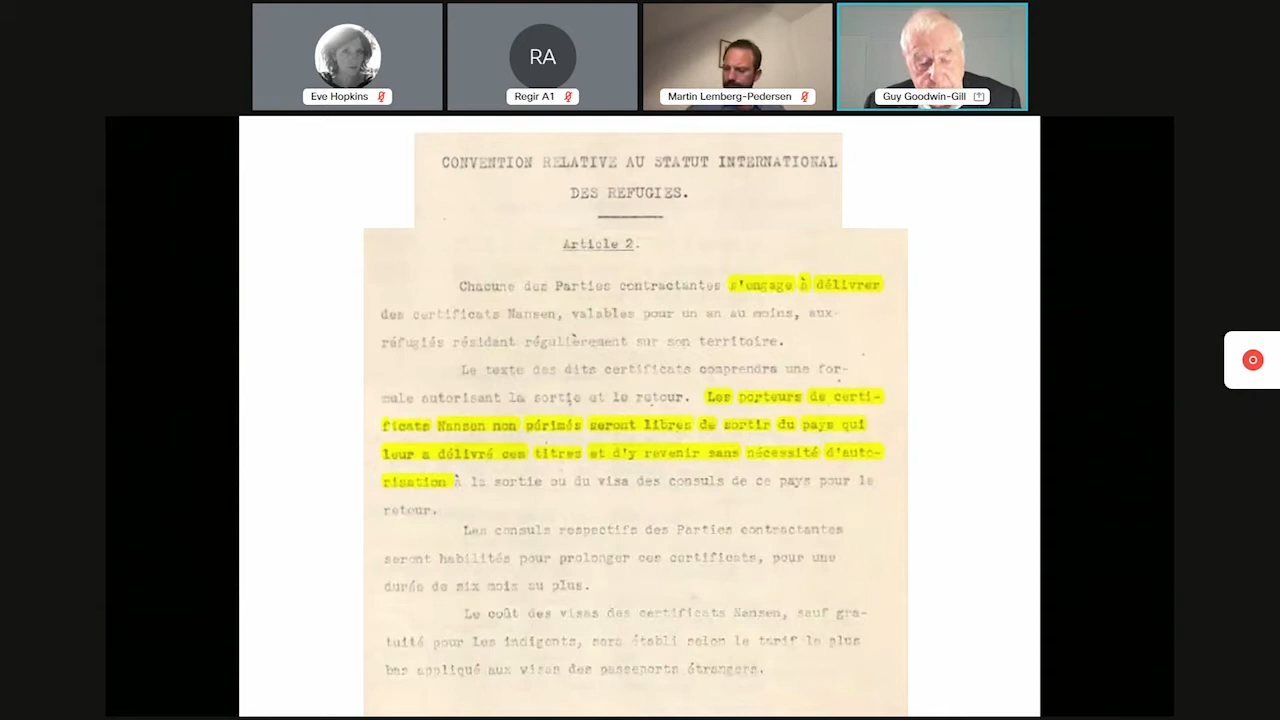 RA
Eve Hopkins
Regir A1
Martin Lemberg-Pedersen
Guy Goodwin-Gill
CONVENTION RELATIVE AU STATUT INTERNATIONAL
DES REFUGIES.
Article 2.
Chacune des Parties contractantes s'engage à délivrer
des certificats Nansen, valables pour un an au moins, aux-
réfugiés résidant régulièrement sur son territoire.
Le texte des dits certificats comprendra une for-
mule autorisant la sortie et le retour. Les porteurs de certi-
ficats Nansen non périmés seront libres de sortir du pays qui
leur a délivré ces titres et d'y revenir sans nécessité d'auto-
risation à la sortie ou du visa des consuls de ce pays pour le
retour.
Les consuls respectifs des Parties contractantes
seront habilités pour prolonger ces certificats, pour une
durée de six mois au plus.
Le coût des visas des certificats Nansen, sauf gra-
tuité pour les indigents, sera établi selon le tarif le plus
bas appliqué aux visas des passeports étrangers.